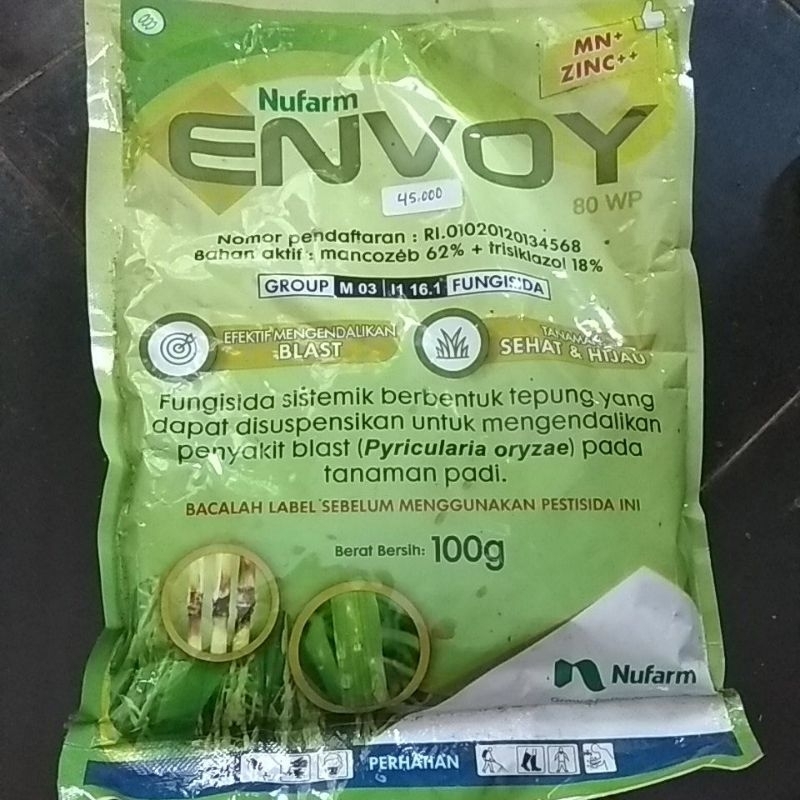 MN+
ZINC++
Nufarm
ENVOY
45.000
80 WP
Nomor pendaftaran : RI.01020120134568
Bahan aktif : mancozeb 62% + trisiklazol 18%
GROUP M 03 I1 16.1 FUNGISIDA
EFEKTIF MENGENDALIKAN
BLAST
TANAMAN
SEHAT & HIJAU
Fungisida sistemik berbentuk tepung yang
dapat disuspensikan untuk mengendalikan
penyakit blast (Pyricularia oryzae) pada
tanaman padi.
BACALAH LABEL SEBELUM MENGGUNAKAN PESTISIDA INI
Berat Bersih: 100g
Nufarm
PERHAHAN